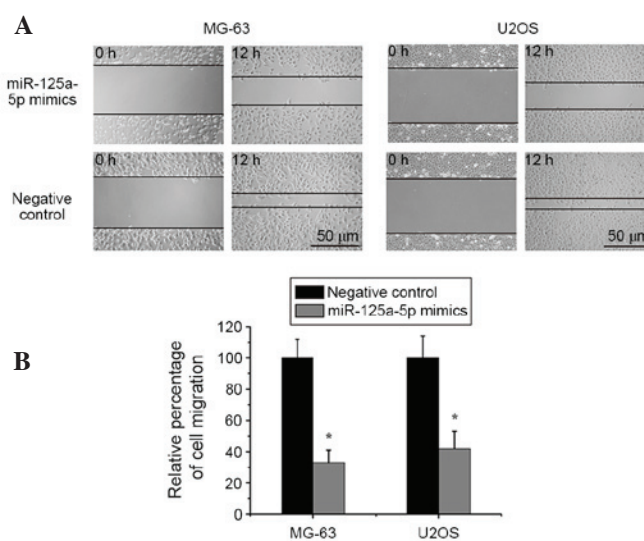 A
MG-63
U2OS
miR-125a-
5p mimics
0 h
12 h
0 h
12 h
Negative
control
0 h
12 h
50 μm
0 h
12 h
50 μm
B
Negative control
miR-125a-5p mimics
Relative percentage
of cell migration
120
100
80
60
40
20
0
*
*
MG-63
U2OS